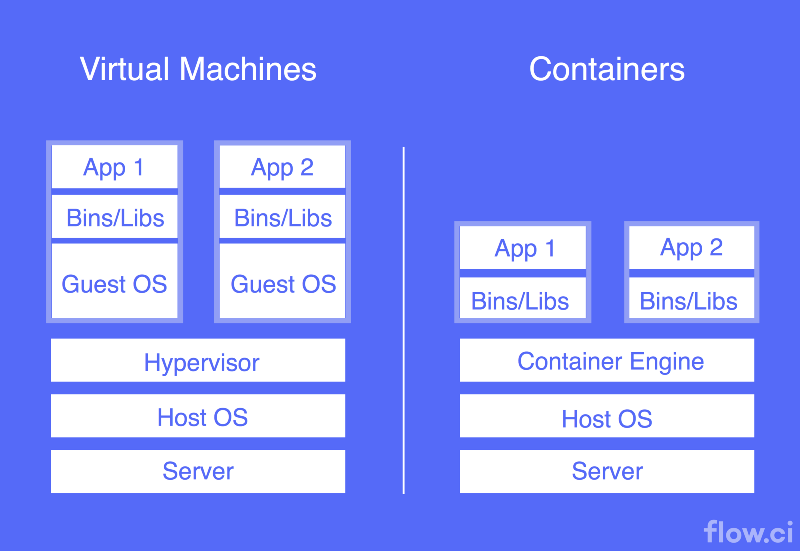 Virtual Machines
App 1
Bins/Libs
Guest OS
App 2
Bins/Libs
Guest OS
Hypervisor
Host OS
Server
Containers
App 1
Bins/Libs
App 2
Bins/Libs
Container Engine
Host OS
Server
flow.ci